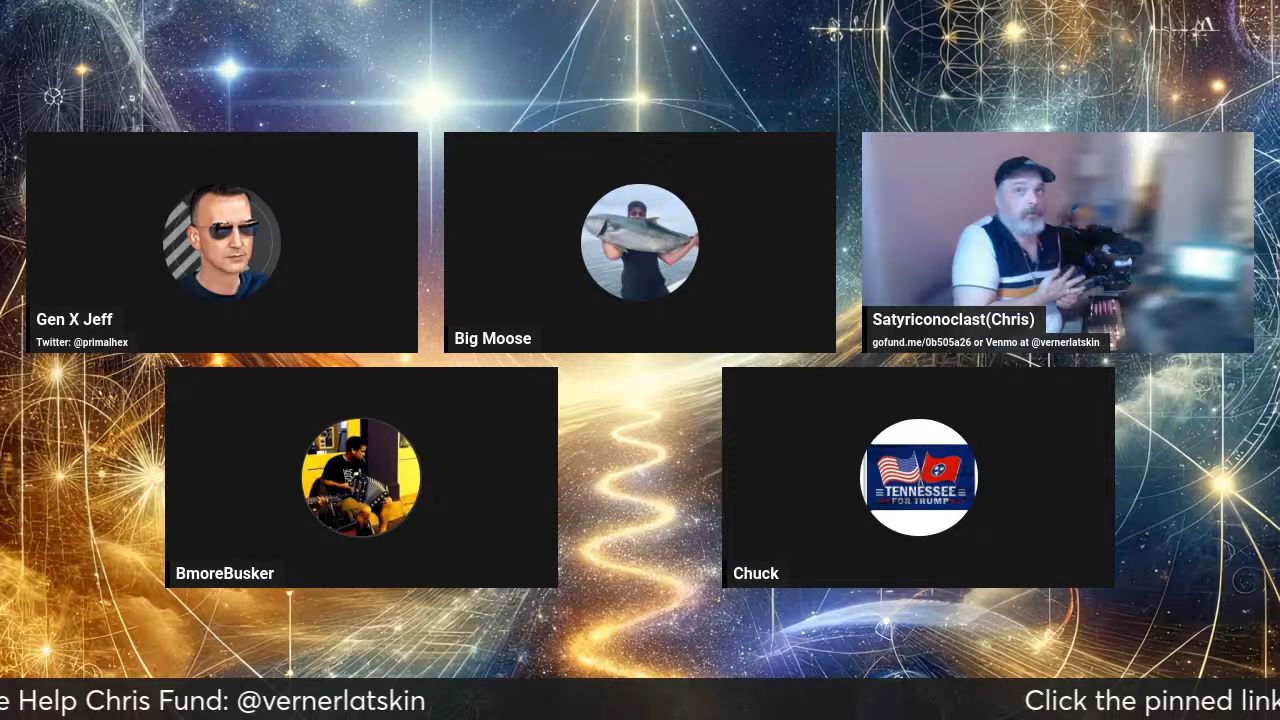 Gen X Jeff
Twitter: @primalhex
Big Moose
Satyriconoclast(Chris)
gofund.me/0b505a26 or Venmo at @vernerlatskin
TENNESSEE
FOR TRUMP
BmoreBusker
Chuck
e Help Chris Fund: @vernerlatskin
Click the pinned link